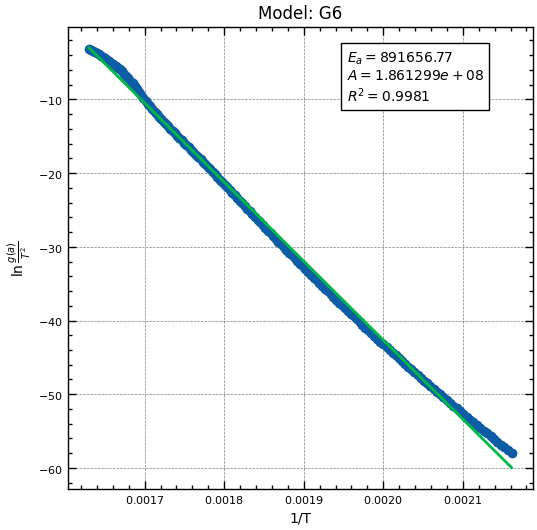 Model: G6
E_a = 891656.77
A = 1.861299e + 08
R^2 = 0.9981
−10
−20
−30
−40
−50
−60
ln g(a)/T^2
0.0017 0.0018 0.0019 0.0020 0.0021
1/T